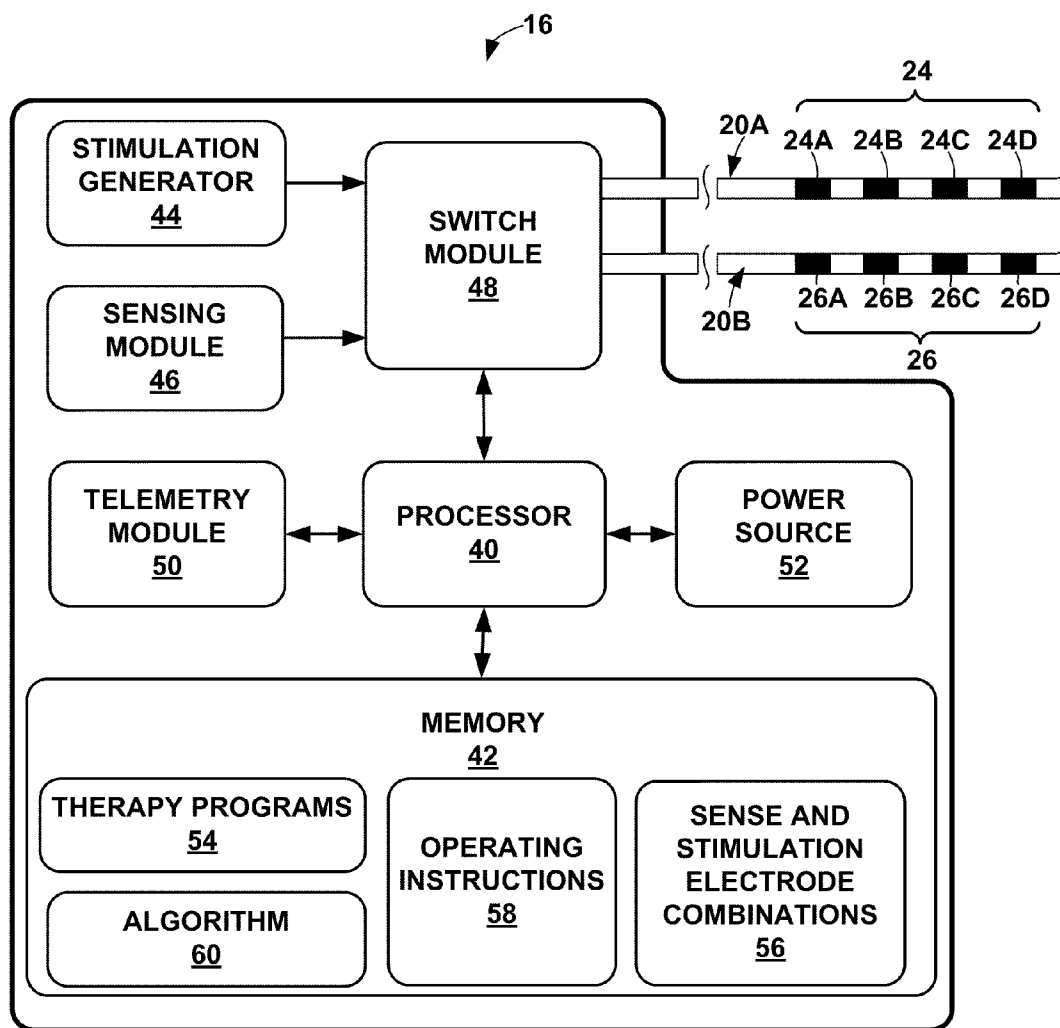 16
24
20A
24A 24B 24C 24D
STIMULATION
GENERATOR
44
SWITCH
MODULE
48
SENSING
MODULE
46
26A 26B 26C 26D
20B
26
TELEMETRY
MODULE
50
PROCESSOR
40
POWER
SOURCE
52
MEMORY
42
THERAPY PROGRAMS
54
ALGORITHM
60
OPERATING
INSTRUCTIONS
58
SENSE AND
STIMULATION
ELECTRODE
COMBINATIONS
56